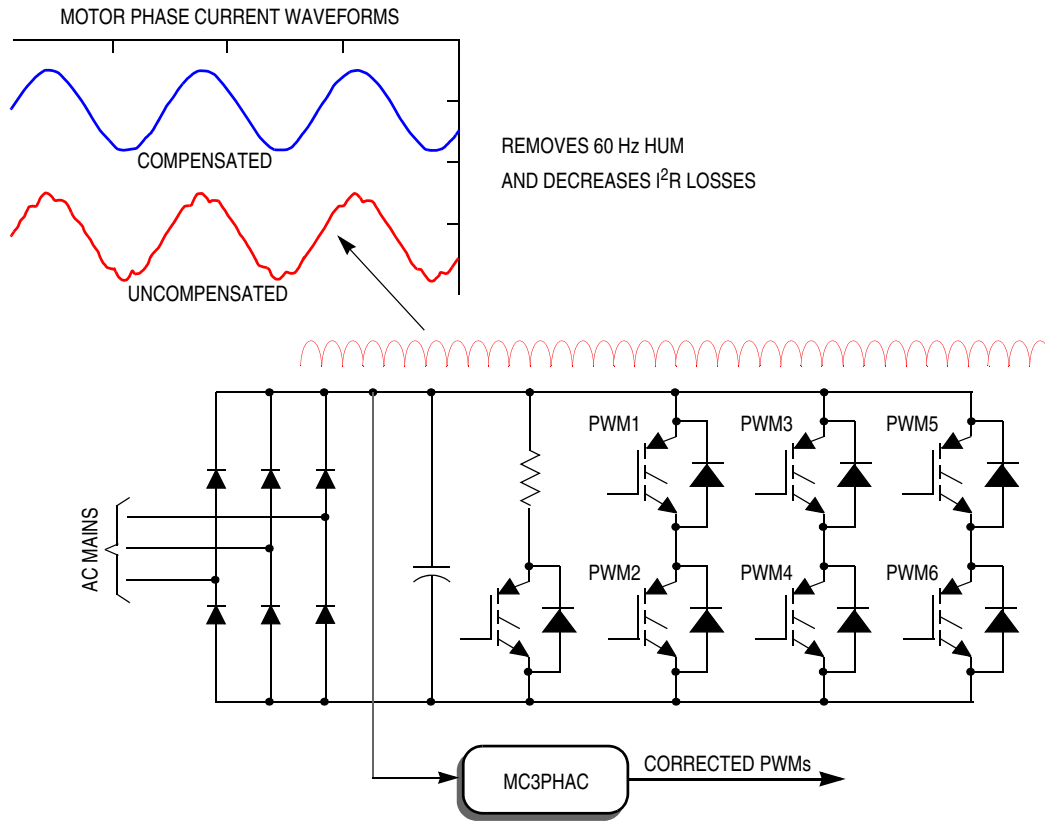 MOTOR PHASE CURRENT WAVEFORMS
COMPENSATED
REMOVES 60 Hz HUM
AND DECREASES I²R LOSSES
UNCOMPENSATED
PWM1
PWM3
PWM5
AC MAINS
PWM2
PWM4
PWM6
MC3PHAC
CORRECTED PWMs